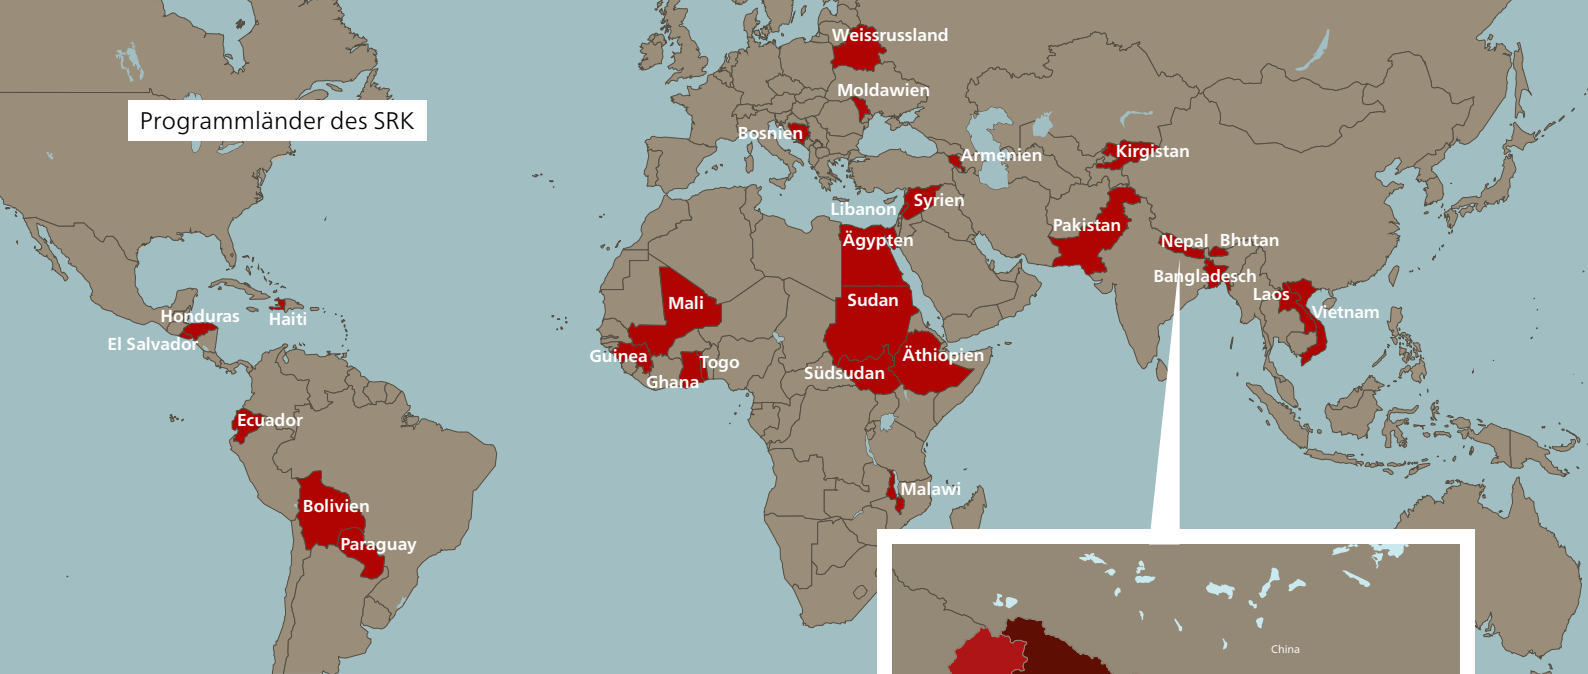 Weissrussland
Moldawien
Programmländer des SRK
Bosnien
Armenien
Kirgistan
Syrien
Libanon
Pakistan
Ägypten
Nepal
Bhutan
Bangladesch
Laos
Mali
Sudan
Vietnam
Honduras
Haiti
El Salvador
Guinea
Togo
Äthiopien
Südsudan
Ghana
Ecuador
Malawi
Bolivien
Paraguay
China